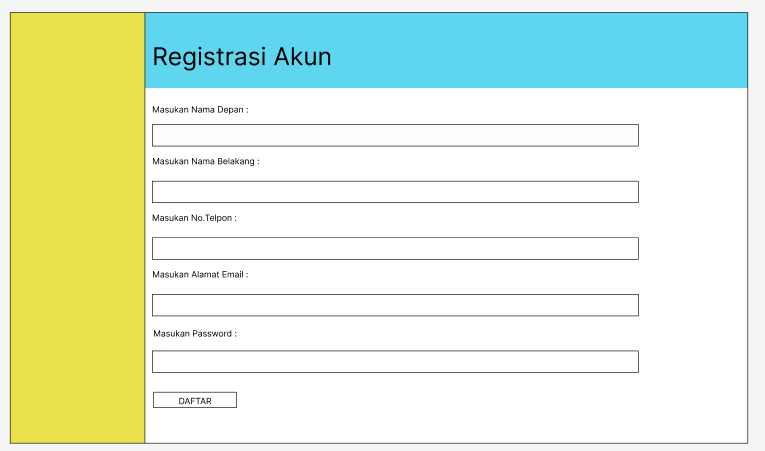 Registrasi Akun
Masukan Nama Depan :
Masukan Nama Belakang :
Masukan No.Telpon :
Masukan Alamat Email :
Masukan Password :
DAFTAR